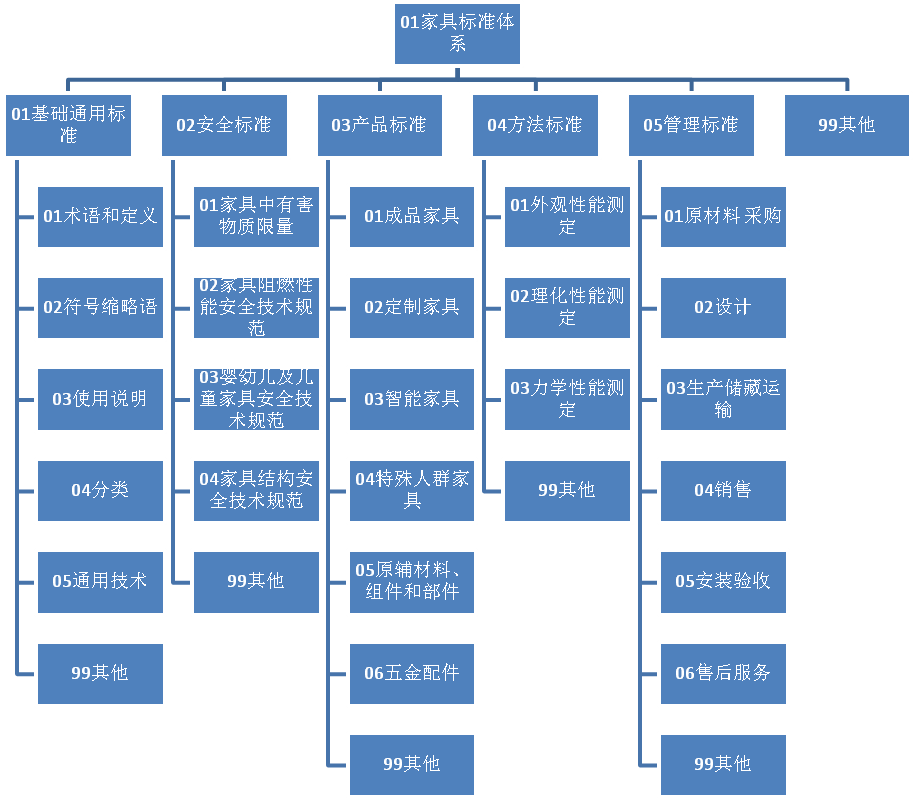 01家具标准体
系
01基础通用标
准
02安全标准
03产品标准
04方法标准
05管理标准
99其他
01术语和定义
02符号缩略语
03使用说明
04分类
05通用技术
99其他
01家具中有害
物质限量
02家具阻燃性
能安全技术规
范
03婴幼儿及儿
童家具安全技
术规范
04家具结构安
全技术规范
99其他
01成品家具
02定制家具
03智能家具
04特殊人群家
具
05原辅材料、
组件和部件
06五金配件
99其他
01外观性能测
定
02理化性能测
定
03力学性能测
定
99其他
01原材料采购
02设计
03生产储藏运
输
04销售
05安装验收
06售后服务
99其他